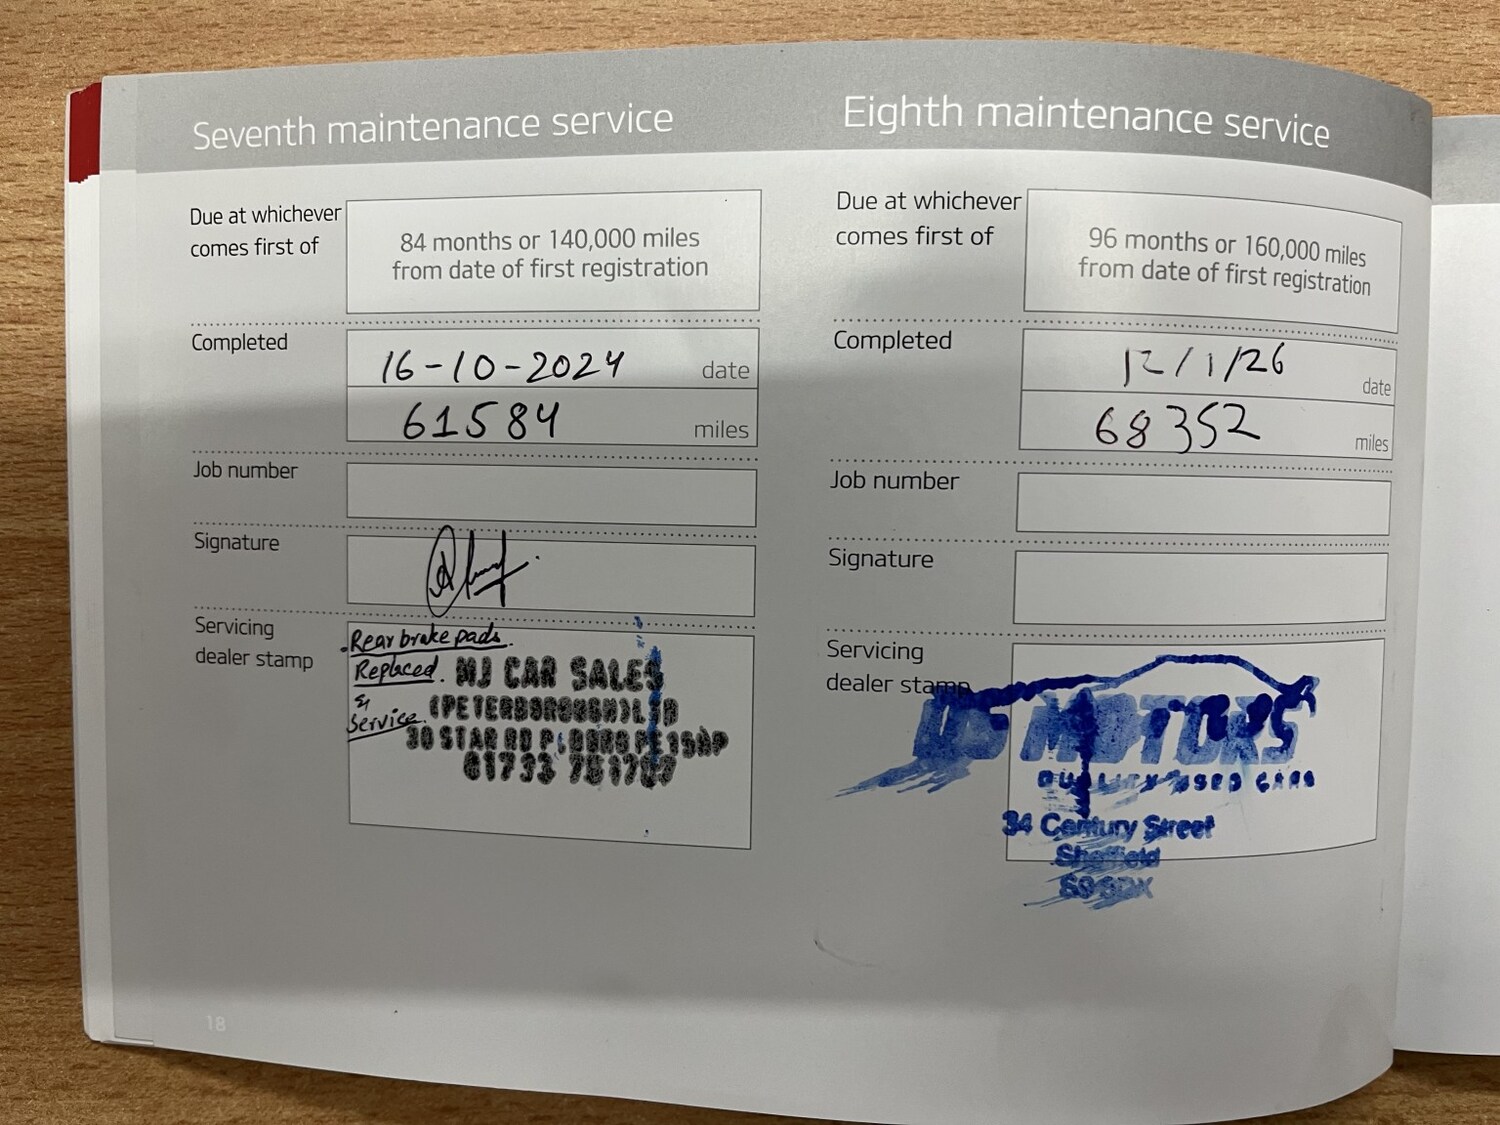 Seventh maintenance service
Due at whichever
comes first of
84 months or 140,000 miles
from date of first registration
Completed
16-10-2024 date
61584 miles
Job number
Signature
Servicing
dealer stamp
Rear brake pads.
Replaced.
&
Service.
MJ CAR SALES
(PETERBOROUGH) LTD
30 STAR RD P'BORO
01733
18
Eighth maintenance service
Due at whichever
comes first of
96 months or 160,000 miles
from date of first registration
Completed
12/1/26 date
68352 miles
Job number
Signature
Servicing
dealer stamp
MOTORS
QUALITY USED CARS
34 Century Street
Sheffield